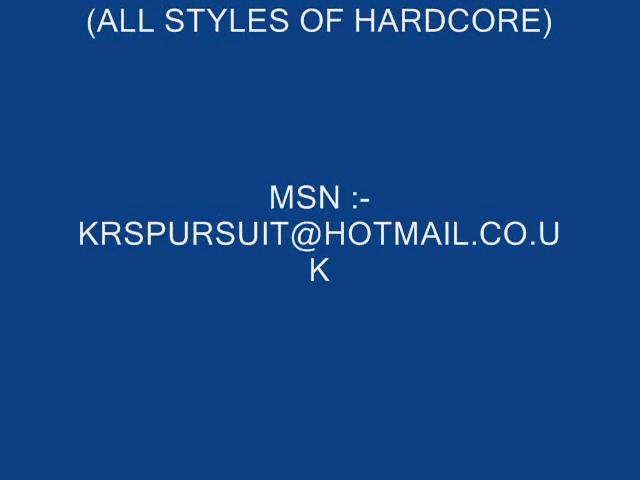 (ALL STYLES OF HARDCORE)
MSN :-
KRSPURSUIT@HOTMAIL.CO.U
K